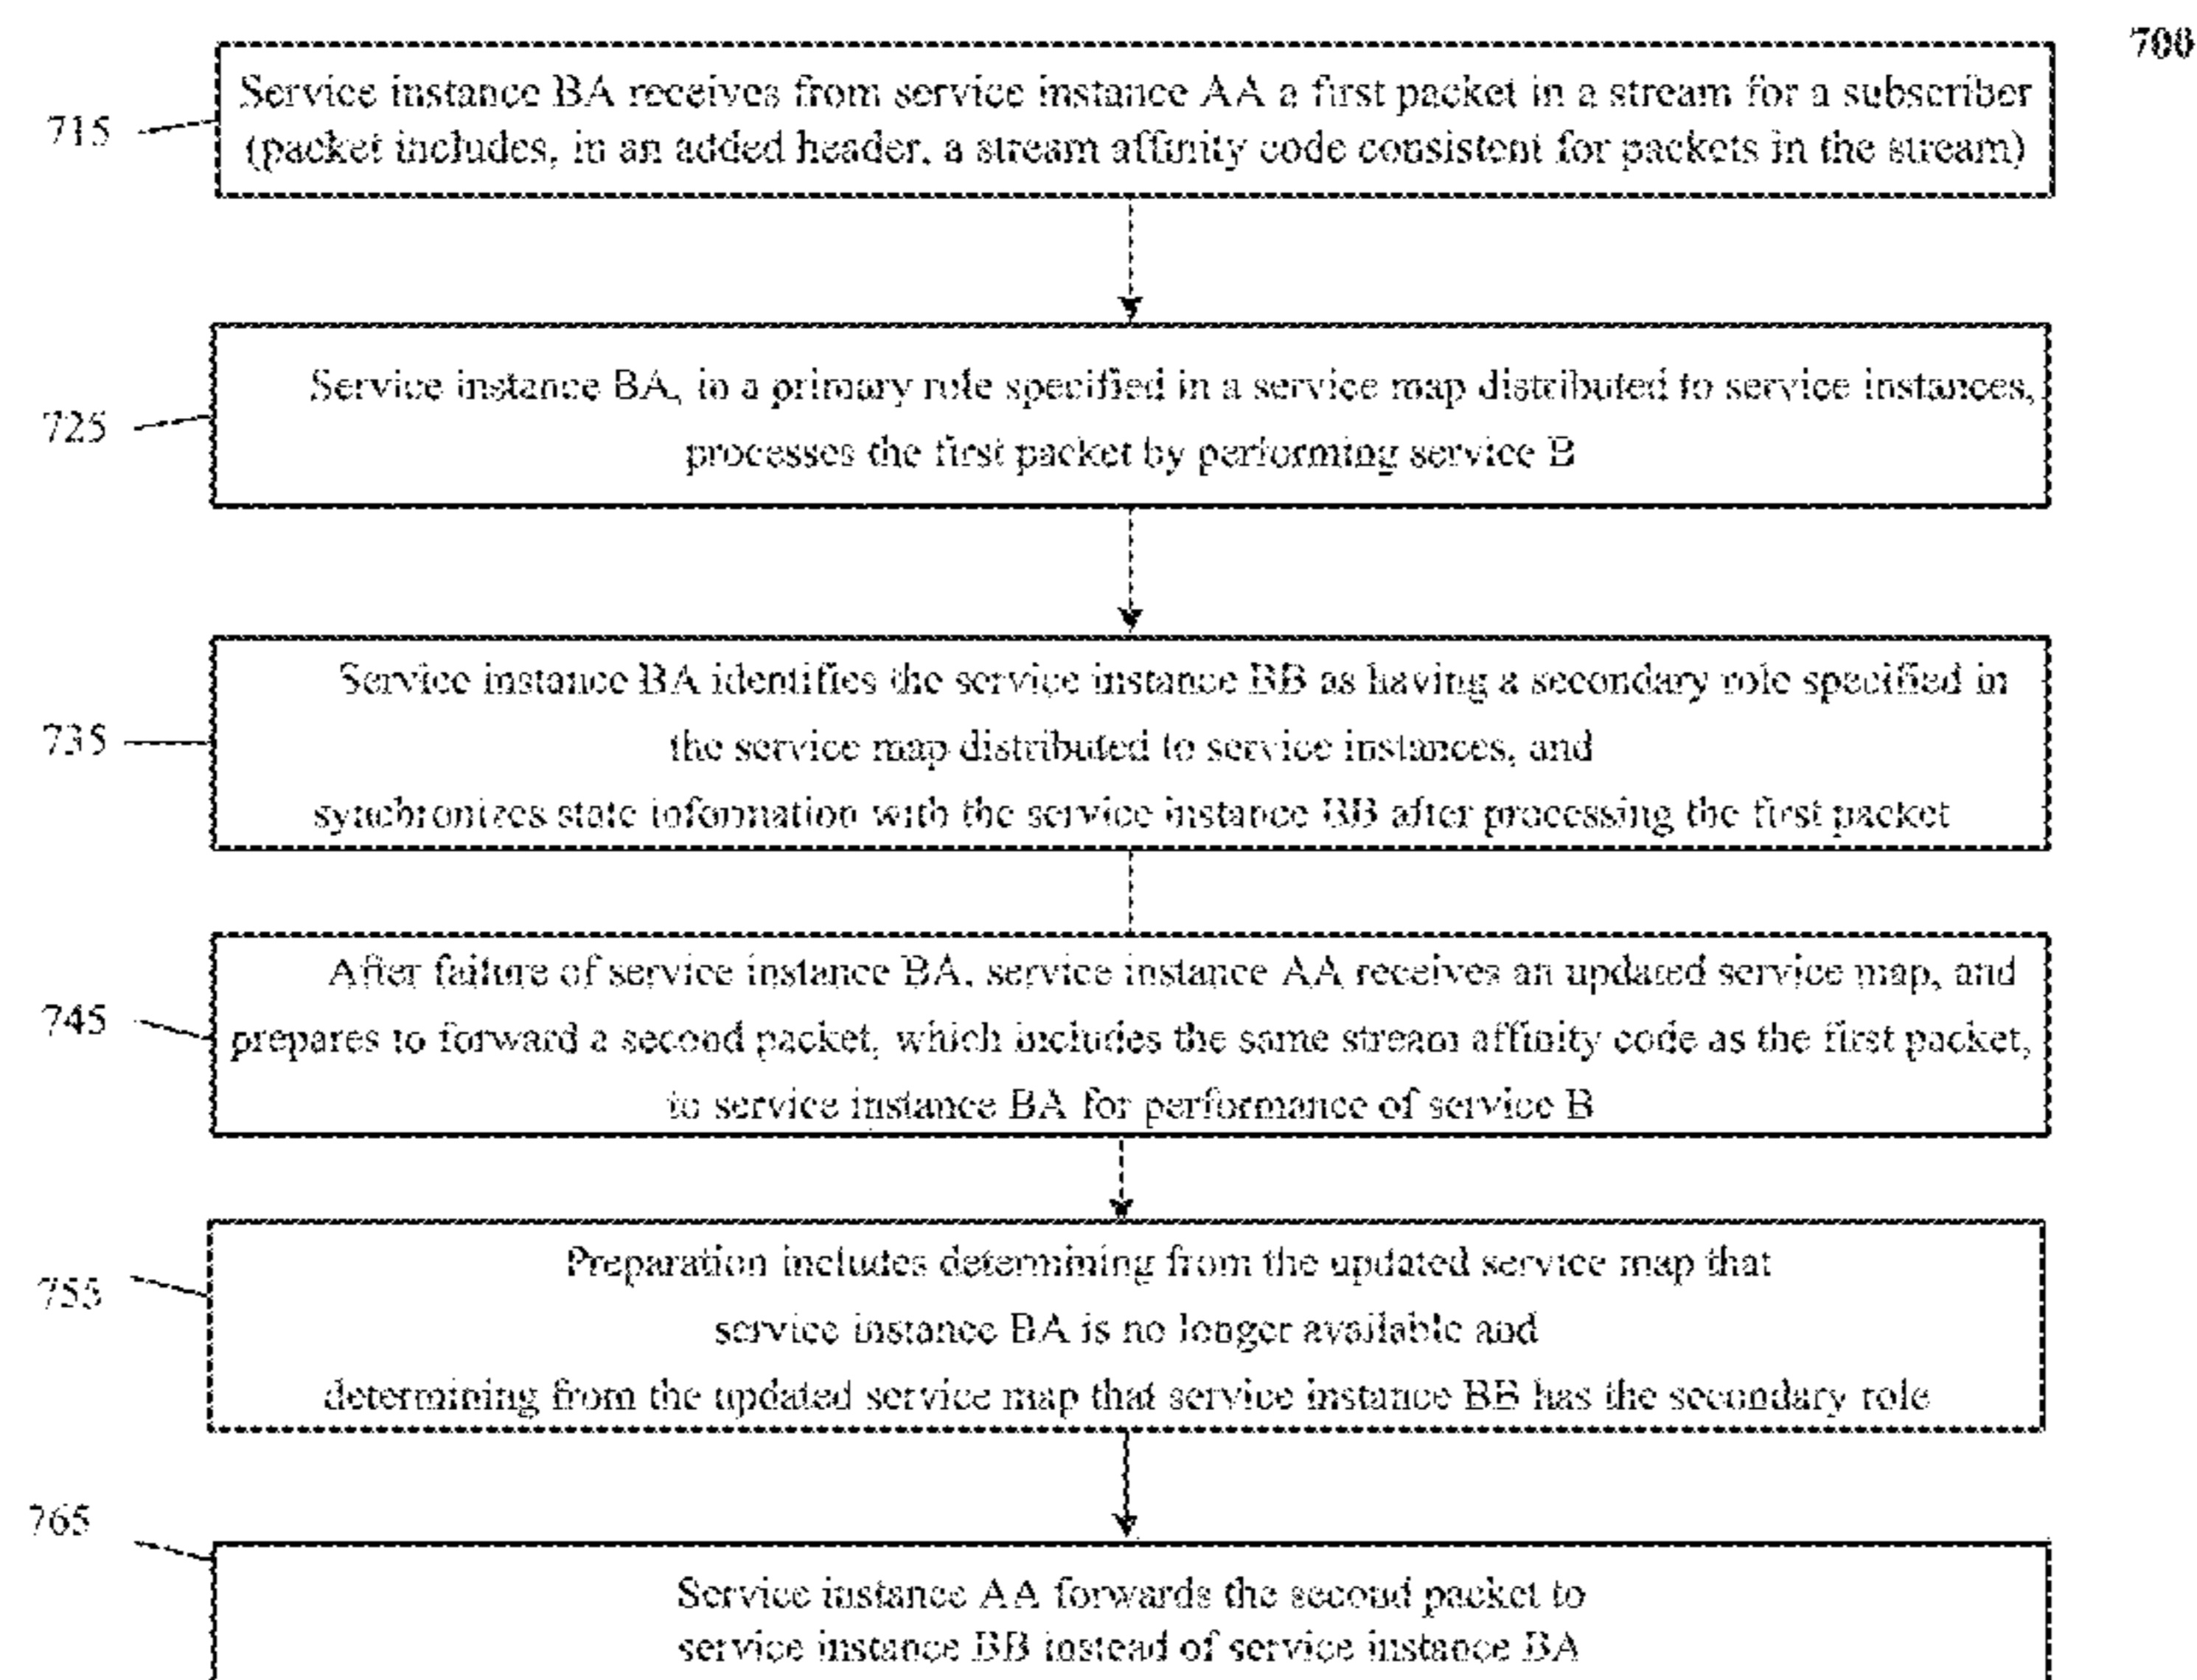 700
715
Service instance BA receives from service instance AA a first packet in a stream for a subscriber
(packet includes, in an added header, a stream affinity code consistent for packets in the stream)
725
Service instance BA, in a primary role specified in a service map distributed to service instances,
processes the first packet by performing service B
735
Service instance BA identifies the service instance BB as having a secondary role specified in
the service map distributed to service instances, and
synchronizes state information with the service instance BB after processing the first packet
745
After failure of service instance BA, service instance AA receives an updated service map, and
prepares to forward a second packet, which includes the same stream affinity code as the first packet,
to service instance BA for performance of service B
755
Preparation includes determining from the updated service map that
service instance BA is no longer available and
determining from the updated service map that service instance BB has the secondary role
765
Service instance AA forwards the second packet to
service instance BB instead of service instance BA